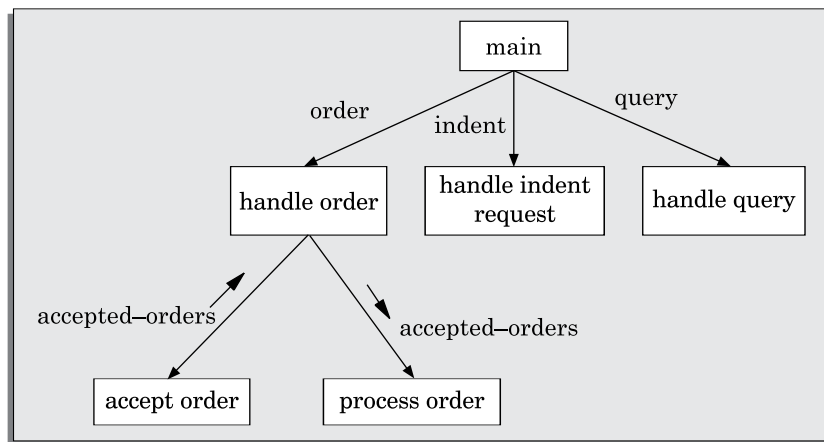 main
order
indent
query
handle order
handle indent
request
handle query
accepted–orders
accepted–orders
accept order
process order